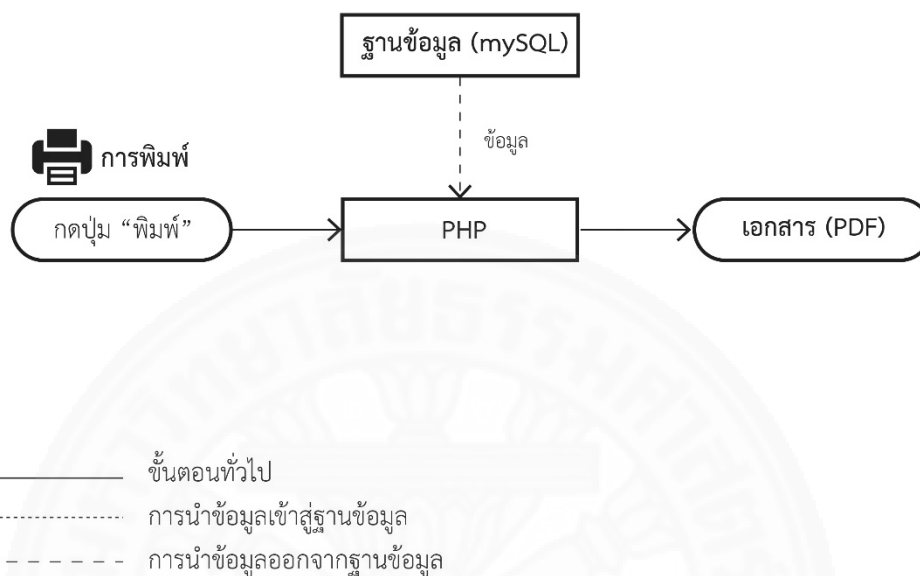 ฐานข้อมูล (mySQL)
ข้อมูล
การพิมพ์
กดปุ่ม “พิมพ์”
PHP
เอกสาร (PDF)
ขั้นตอนทั่วไป
การนำข้อมูลเข้าสู่ฐานข้อมูล
การนำข้อมูลออกจากฐานข้อมูล